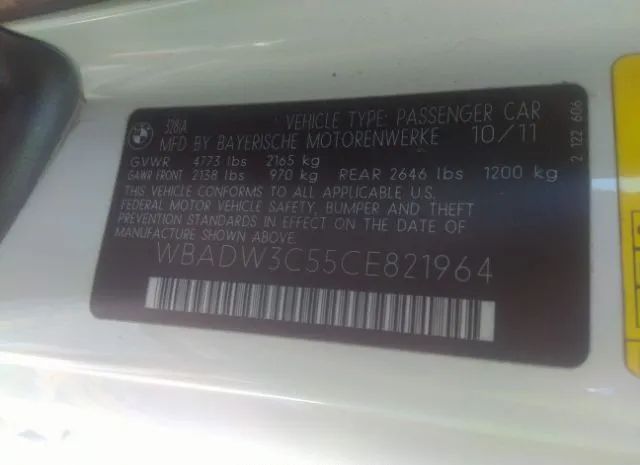 BMW
328iA VEHICLE TYPE: PASSENGER CAR
MFD BY BAYERISCHE MOTORENWERKE 10/11
GVWR 4773 lbs 2165 kg
GAWR FRONT 2138 lbs 970 kg REAR 2646 lbs 1200 kg
THIS VEHICLE CONFORMS TO ALL APPLICABLE U.S.
FEDERAL MOTOR VEHICLE SAFETY, BUMPER AND THEFT
PREVENTION STANDARDS IN EFFECT ON THE DATE OF
MANUFACTURE SHOWN ABOVE.
WBADW3C55CE821964
2 122 606